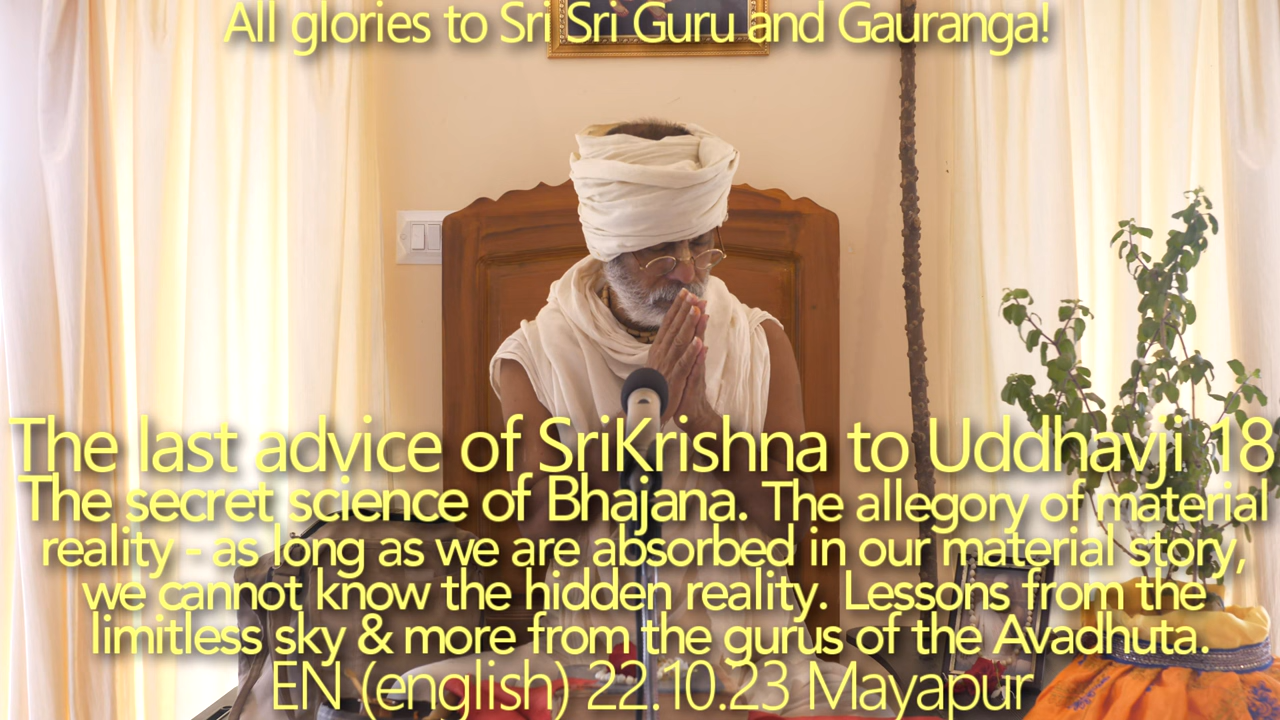 All glories to Sri Sri Guru and Gauranga!
The last advice of SriKrishna to Uddhavji 18
The secret science of Bhajana. The allegory of material
reality - as long as we are absorbed in our material story,
we cannot know the hidden reality. Lessons from the
limitless sky & more from the gurus of the Avadhuta.
EN (english) 22.10.23 Mayapur